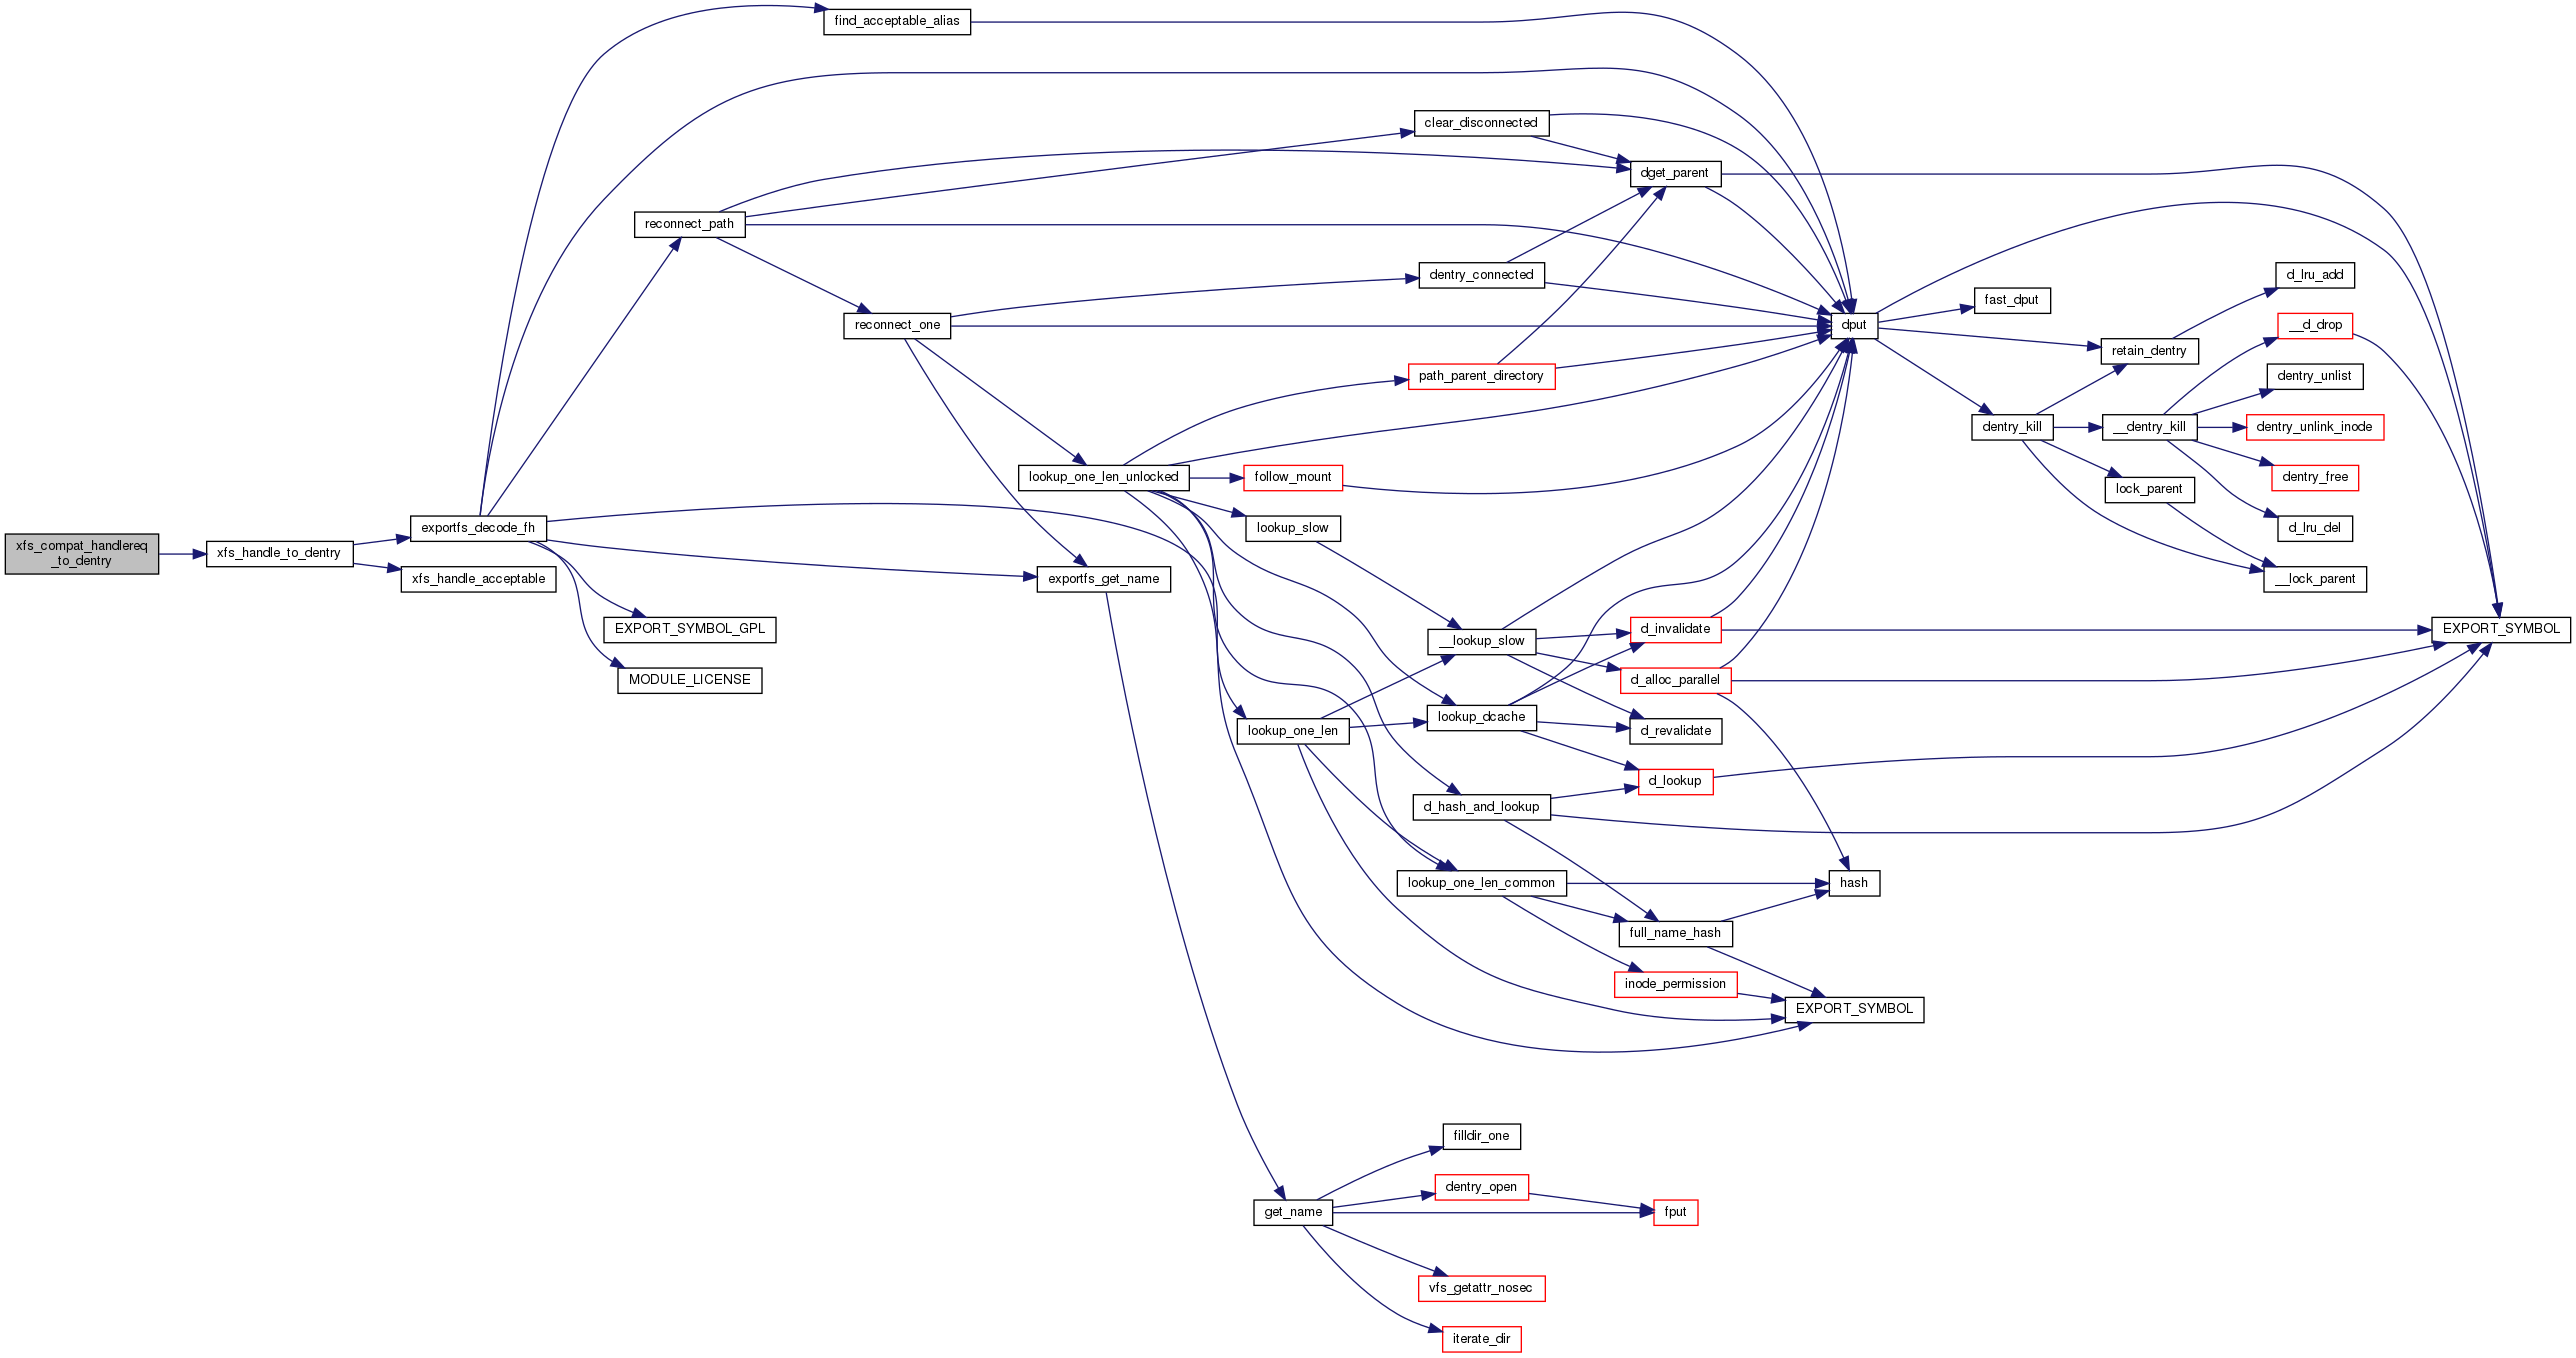 find_acceptable_alias
clear_disconnected
dget_parent
reconnect_path
dentry_connected
d_lru_add
fast_dput
reconnect_one
dput
__d_drop
retain_dentry
path_parent_directory
dentry_unlist
dentry_kill
__dentry_kill
dentry_unlink_inode
lookup_one_len_unlocked
follow_mount
dentry_free
lock_parent
exportfs_decode_fh
lookup_slow
d_lru_del
xfs_compat_handlereq
_to_dentry
xfs_handle_to_dentry
xfs_handle_acceptable
exportfs_get_name
__lock_parent
EXPORT_SYMBOL_GPL
__lookup_slow
d_invalidate
EXPORT_SYMBOL
MODULE_LICENSE
d_alloc_parallel
lookup_one_len
lookup_dcache
d_revalidate
d_lookup
d_hash_and_lookup
lookup_one_len_common
hash
full_name_hash
inode_permission
EXPORT_SYMBOL
filldir_one
dentry_open
get_name
fput
vfs_getattr_nosec
iterate_dir